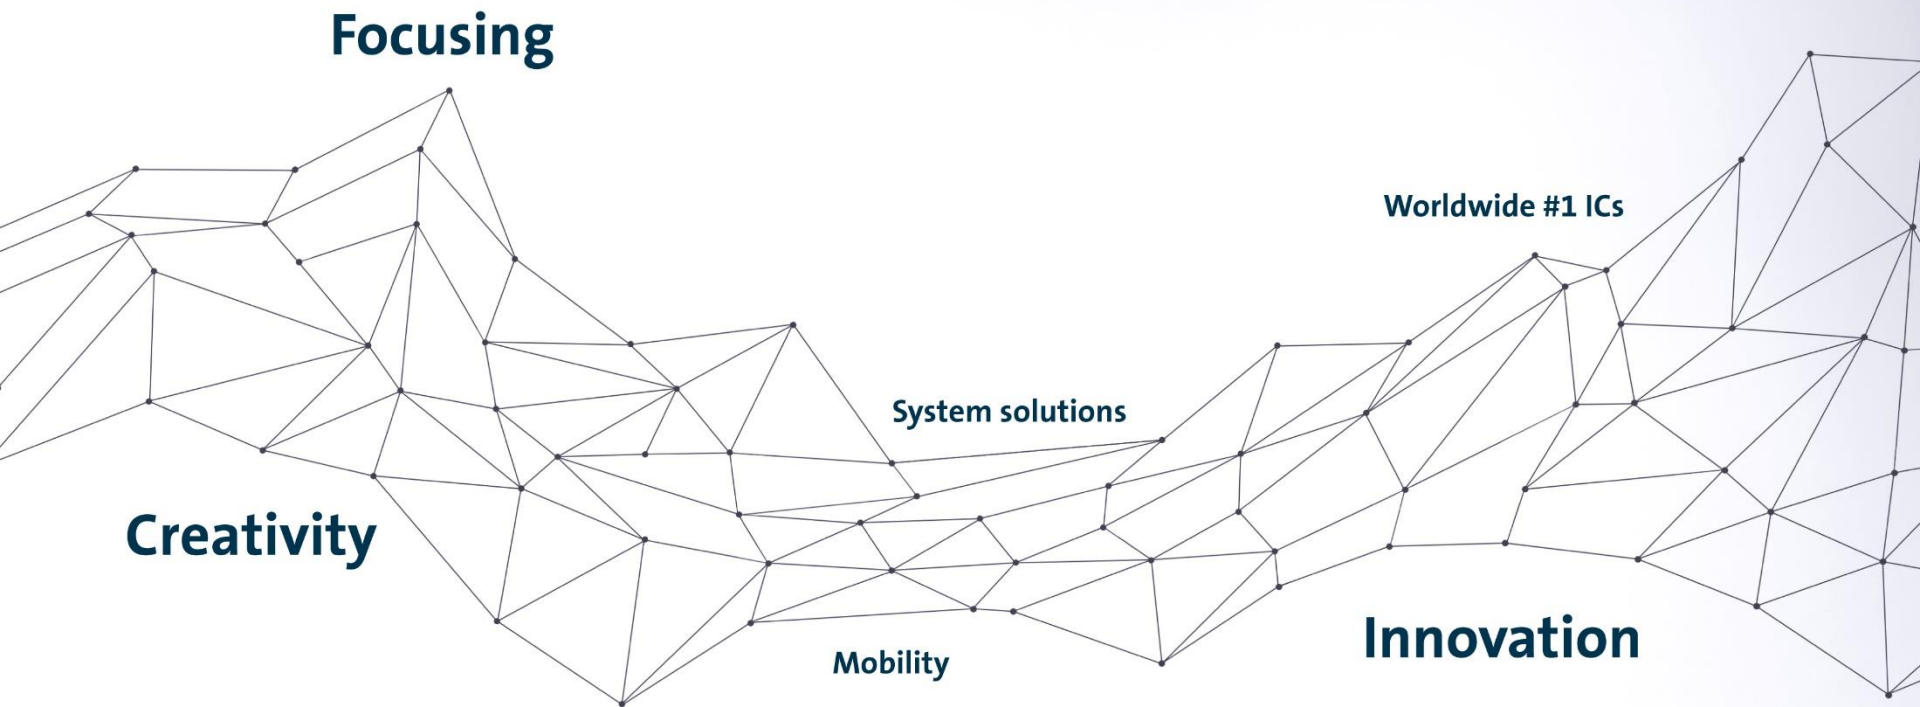 Focusing
Worldwide #1 ICs
System solutions
Creativity
Innovation
Mobility